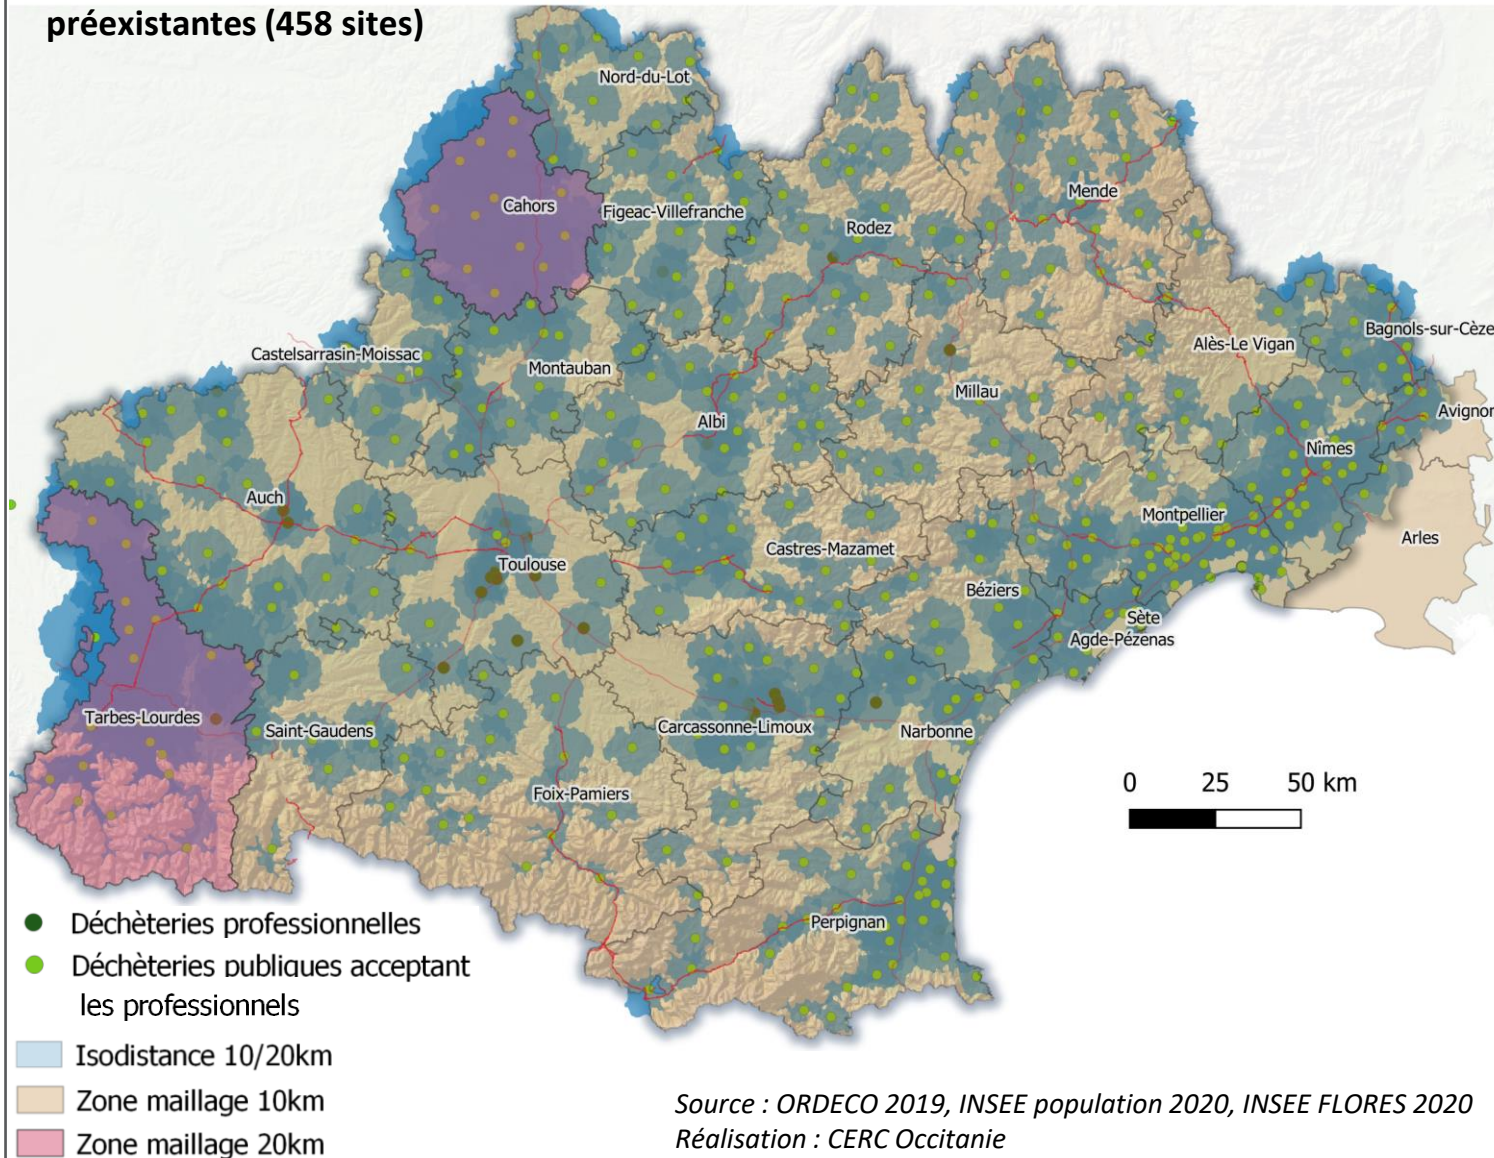 préexistantes (458 sites)
Nord-du-Lot
Cahors
Figeac-Villefranche
Mende
Rodez
Castelsarrasin-Moissac
Montauban
Alès-Le Vigan
Bagnols-sur-Cèze
Millau
Albi
Avignon
Nîmes
Auch
Montpellier
Arles
Toulouse
Castres-Mazamet
Béziers
Sète
Agde-Pézenas
Tarbes-Lourdes
Saint-Gaudens
Carcassonne-Limoux
Narbonne
Foix-Pamiers
Perpignan
0 25 50 km
Déchèteries professionnelles
Déchèteries publiques acceptant
les professionnels
Isodistance 10/20km
Zone maillage 10km
Zone maillage 20km
Source : ORDECO 2019, INSEE population 2020, INSEE FLORES 2020
Réalisation : CERC Occitanie